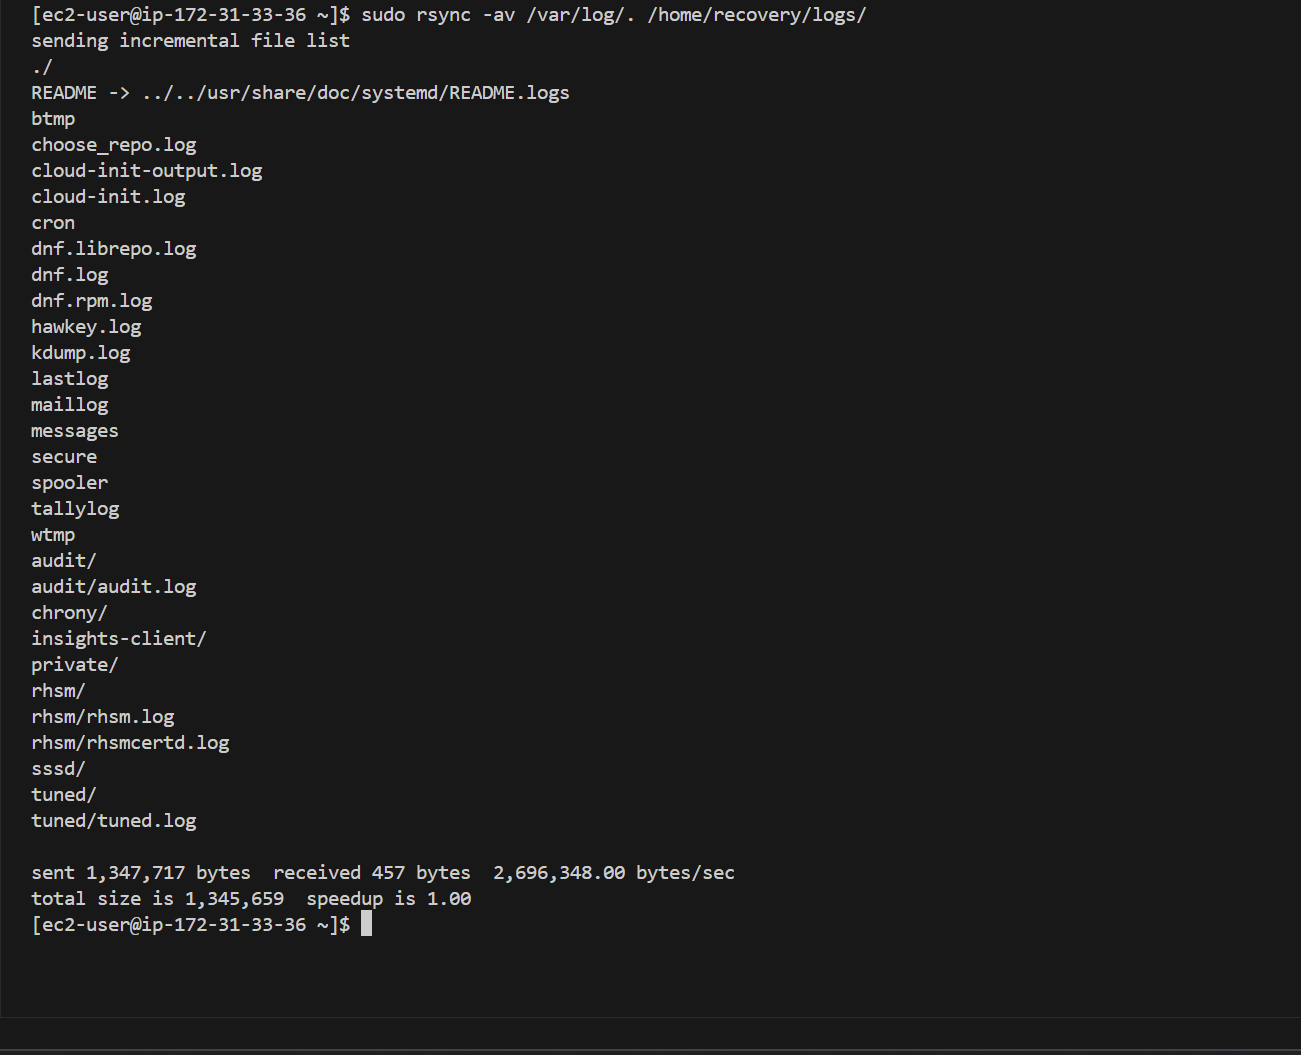 [ec2-user@ip-172-31-33-36 ~]$ sudo rsync -av /var/log/. /home/recovery/logs/
sending incremental file list
./
README -> ../../usr/share/doc/systemd/README.logs
btmp
choose_repo.log
cloud-init-output.log
cloud-init.log
cron
dnf.librepo.log
dnf.log
dnf.rpm.log
hawkey.log
kdump.log
lastlog
maillog
messages
secure
spooler
tallylog
wtmp
audit/
audit/audit.log
chrony/
insights-client/
private/
rhsm/
rhsm/rhsm.log
rhsm/rhsmcertd.log
sssd/
tuned/
tuned/tuned.log
sent 1,347,717 bytes  received 457 bytes  2,696,348.00 bytes/sec
total size is 1,345,659  speedup is 1.00
[ec2-user@ip-172-31-33-36 ~]$